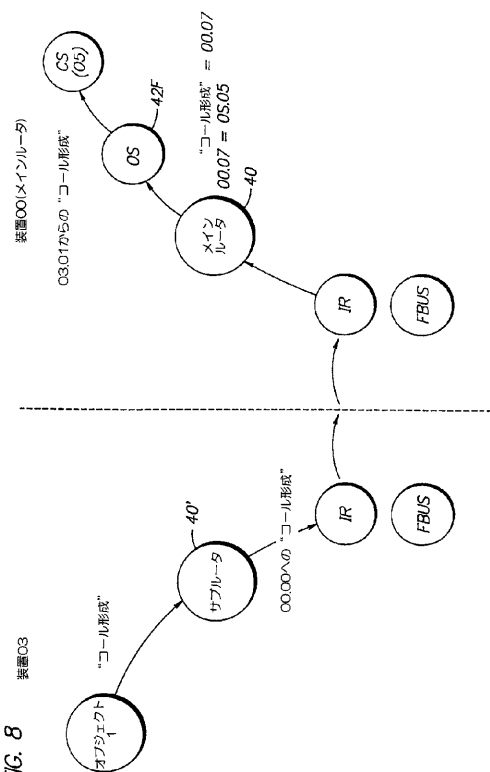 FIG. 8
装置03
装置00(メインルータ)
オブジェクト
1
"コール形成"
サブルータ
40'
00.00への "コール形成"
IR
FBUS
IR
FBUS
メイン
ルータ
40
"コール形成" = 00.07
00.07 = 0S.05
03.01からの "コール形成"
OS
42F
CS
(05)